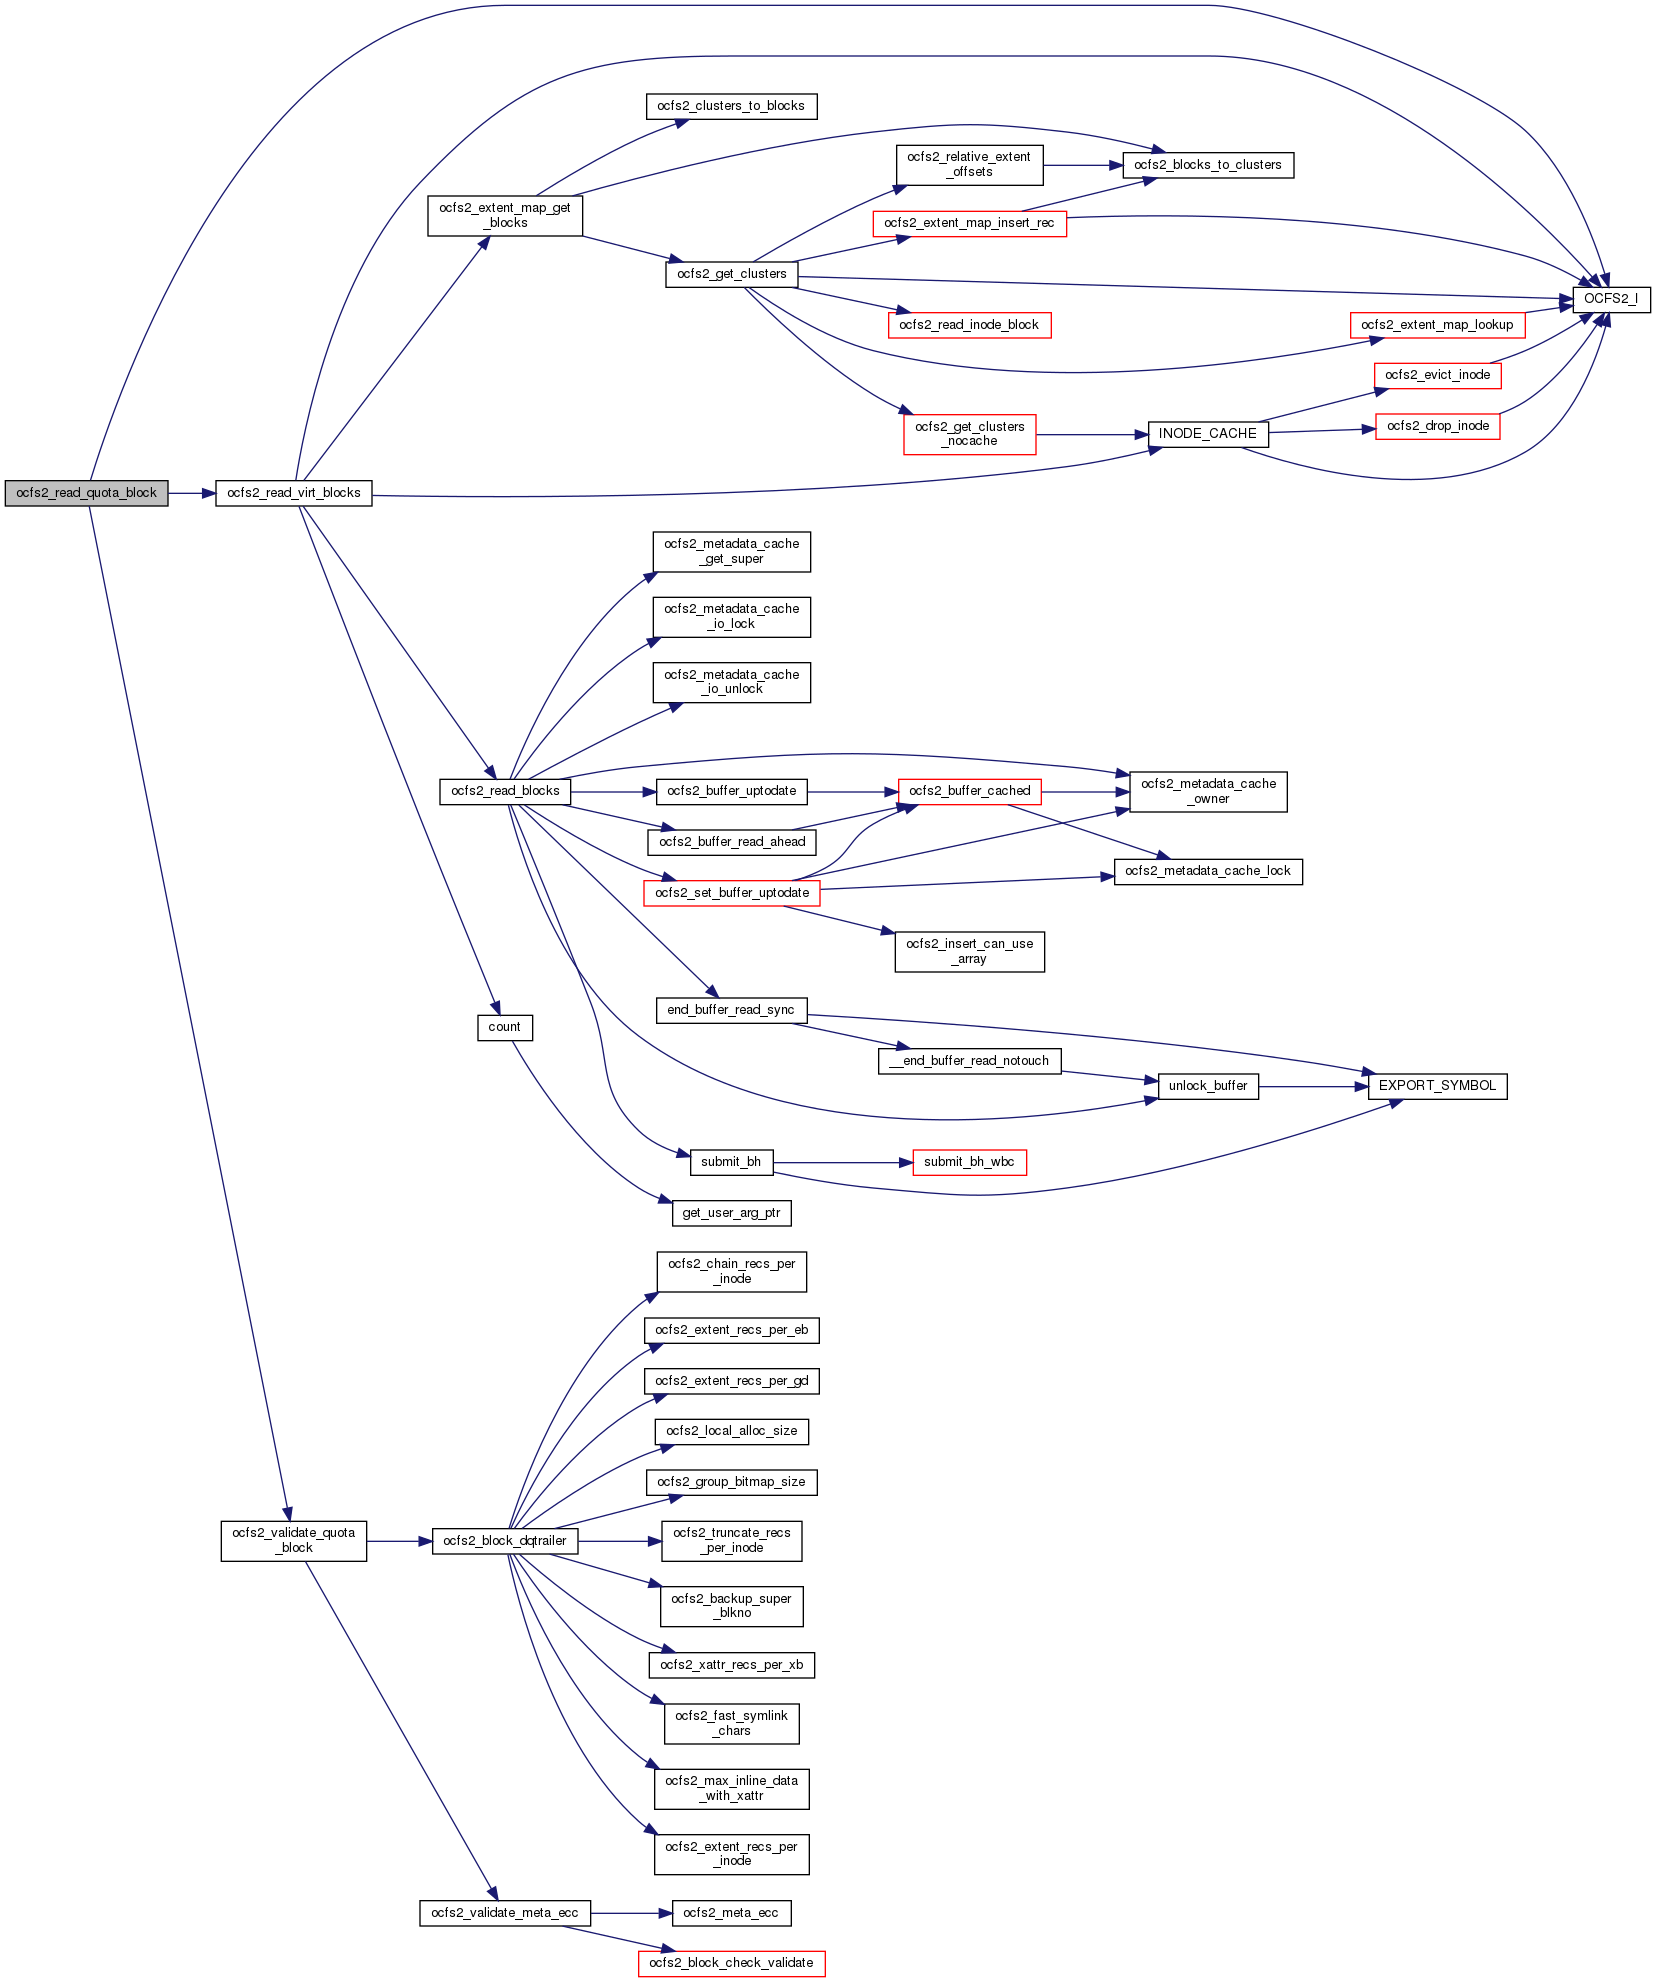 ocfs2_clusters_to_blocks
ocfs2_relative_extent
_offsets
ocfs2_blocks_to_clusters
ocfs2_extent_map_get
_blocks
ocfs2_extent_map_insert_rec
ocfs2_get_clusters
OCFS2_I
ocfs2_read_inode_block
ocfs2_extent_map_lookup
ocfs2_evict_inode
ocfs2_get_clusters
_nocache
INODE_CACHE
ocfs2_drop_inode
ocfs2_read_quota_block
ocfs2_read_virt_blocks
ocfs2_metadata_cache
_get_super
ocfs2_metadata_cache
_io_lock
ocfs2_metadata_cache
_io_unlock
ocfs2_read_blocks
ocfs2_buffer_uptodate
ocfs2_buffer_cached
ocfs2_metadata_cache
_owner
ocfs2_buffer_read_ahead
ocfs2_metadata_cache_lock
ocfs2_set_buffer_uptodate
ocfs2_insert_can_use
_array
end_buffer_read_sync
count
__end_buffer_read_notouch
unlock_buffer
EXPORT_SYMBOL
submit_bh
submit_bh_wbc
get_user_arg_ptr
ocfs2_chain_recs_per
_inode
ocfs2_extent_recs_per_eb
ocfs2_extent_recs_per_gd
ocfs2_local_alloc_size
ocfs2_group_bitmap_size
ocfs2_validate_quota
_block
ocfs2_block_dqtrailer
ocfs2_truncate_recs
_per_inode
ocfs2_backup_super
_blkno
ocfs2_xattr_recs_per_xb
ocfs2_fast_symlink
_chars
ocfs2_max_inline_data
_with_xattr
ocfs2_extent_recs_per
_inode
ocfs2_validate_meta_ecc
ocfs2_meta_ecc
ocfs2_block_check_validate